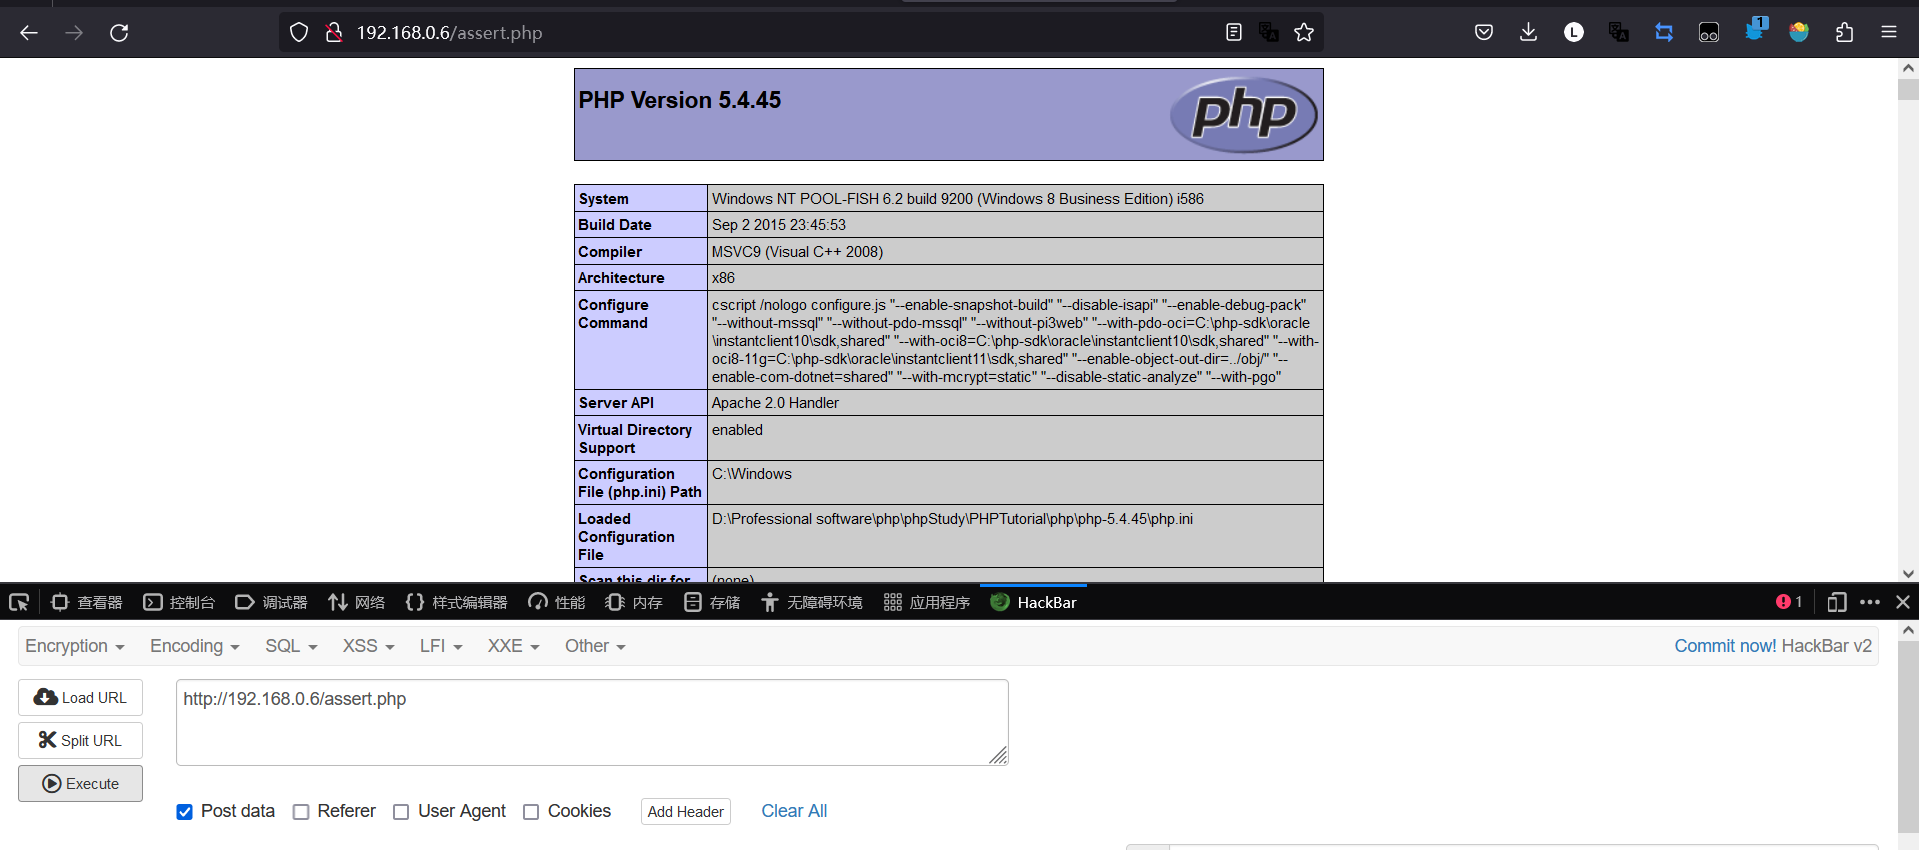 192.168.0.6/assert.php
L
1
PHP Version 5.4.45
php
System
Windows NT POOL-FISH 6.2 build 9200 (Windows 8 Business Edition) i586
Build Date
Sep 2 2015 23:45:53
Compiler
MSVC9 (Visual C++ 2008)
Architecture
x86
Configure
Command
cscript /nologo configure.js "--enable-snapshot-build" "--disable-isapi" "--enable-debug-pack"
"--without-mssql" "--without-pdo-mssql" "--without-pi3web" "--with-pdo-oci=C:\php-sdk\oracle
\instantclient10\sdk,shared" "--with-oci8=C:\php-sdk\oracle\instantclient10\sdk,shared" "--with-
oci8-11g=C:\php-sdk\oracle\instantclient11\sdk,shared" "--enable-object-out-dir=../obj/" "--
enable-com-dotnet=shared" "--with-mcrypt=static" "--disable-static-analyze" "--with-pgo"
Server API
Apache 2.0 Handler
Virtual Directory
Support
enabled
Configuration
File (php.ini) Path
C:\Windows
Loaded
Configuration
File
D:\Professional software\php\phpStudy\PHPTutorial\php\php-5.4.45\php.ini
Scan this dir for
(none)
查看器
控制台
调试器
网络
样式编辑器
性能
内存
存储
无障碍环境
应用程序
HackBar
1
Encryption
Encoding
SQL
XSS
LFI
XXE
Other
Commit now! HackBar v2
Load URL
Split URL
Execute
http://192.168.0.6/assert.php
Post data
Referer
User Agent
Cookies
Add Header
Clear All